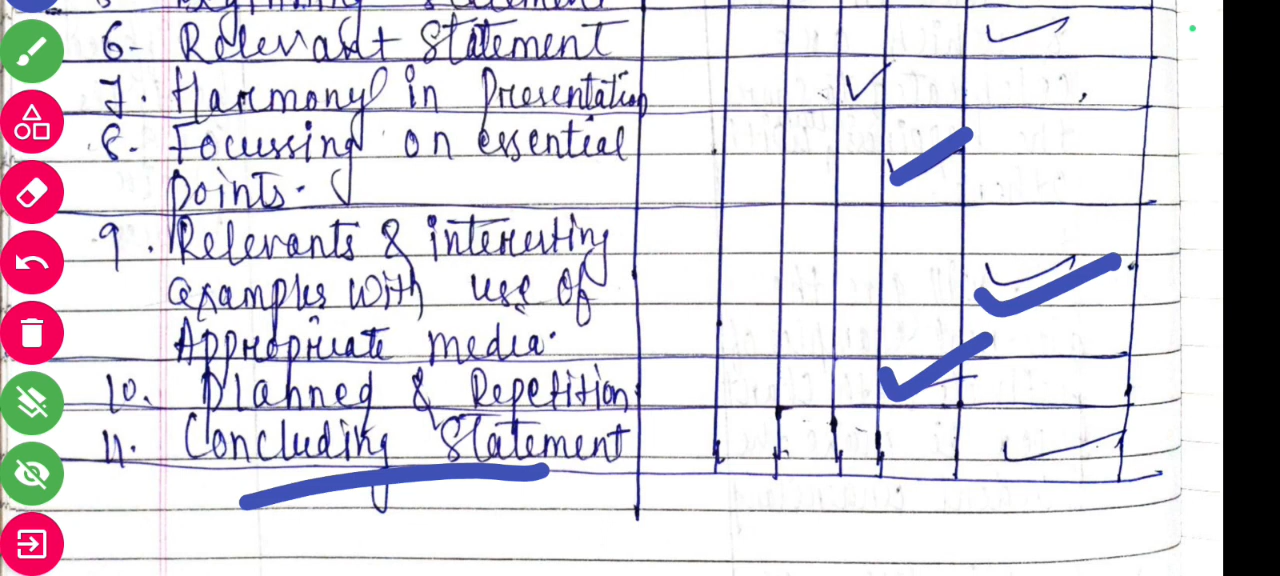 Statement
6- Relevant Statement
7. Harmony in Presentation
8- Focussing on essential
Points.
9. Relevants & interesting
examples with use of
Appropriate media.
10. Planned & Repetition
11. Concluding Statement